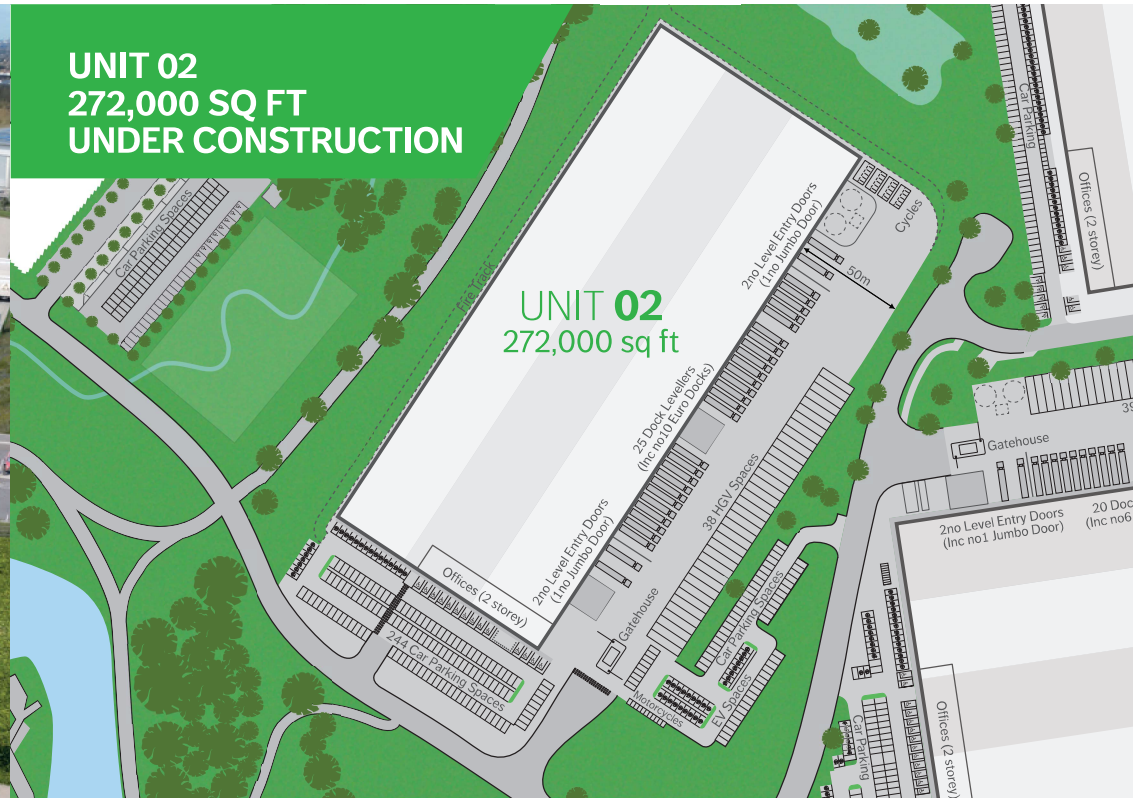 UNIT 02
272,000 SQ FT
UNDER CONSTRUCTION
Car Parking Spaces
Fire Track
UNIT 02
272,000 sq ft
2no Level Entry Doors
(1no Jumbo Door)
Cycles
50m
25 Dock Levellers
(Inc no10 Euro Docks)
38 HGV Spaces
2no Level Entry Doors
(1no Jumbo Door)
Offices (2 storey)
244 Car Parking Spaces
Gatehouse
Motorcycles
Car Parking Spaces
EV Spaces
Car Parking
Offices (2 storey)
39
Gatehouse
2no Level Entry Doors
(Inc no1 Jumbo Door)
20 Doc
(Inc no6
Car Parking
Offices (2 storey)